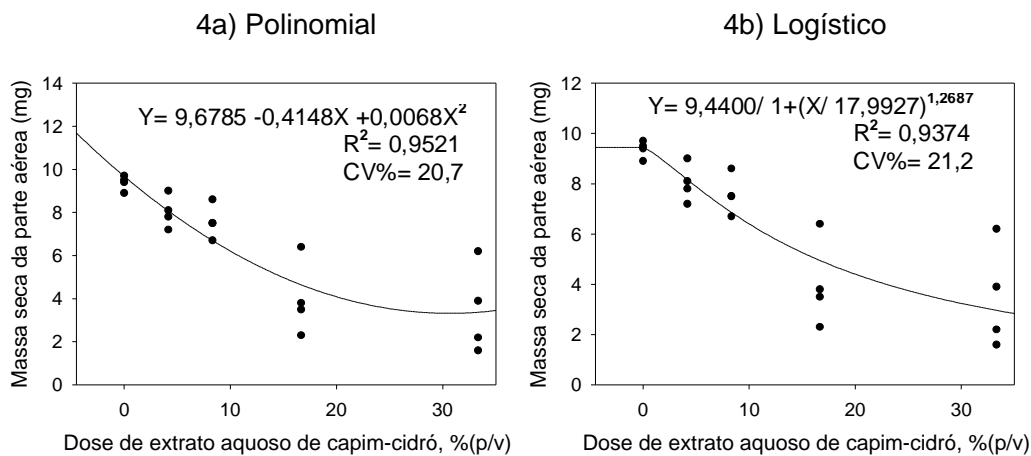 4a) Polinomial
Massa seca da parte aérea (mg)
14
12
10
8
6
4
2
0
Y= 9,6785 -0,4148X +0,0068X²
R²= 0,9521
CV%= 20,7
0
10
20
30
Dose de extrato aquoso de capim-cidró, %(p/v)
4b) Logístico
Massa seca da parte aérea (mg)
12
10
8
6
4
2
0
Y= 9,4400/ 1+(X/ 17,9927)^1,2687
R²= 0,9374
CV%= 21,2
0
10
20
30
Dose de extrato aquoso de capim-cidró, %(p/v)